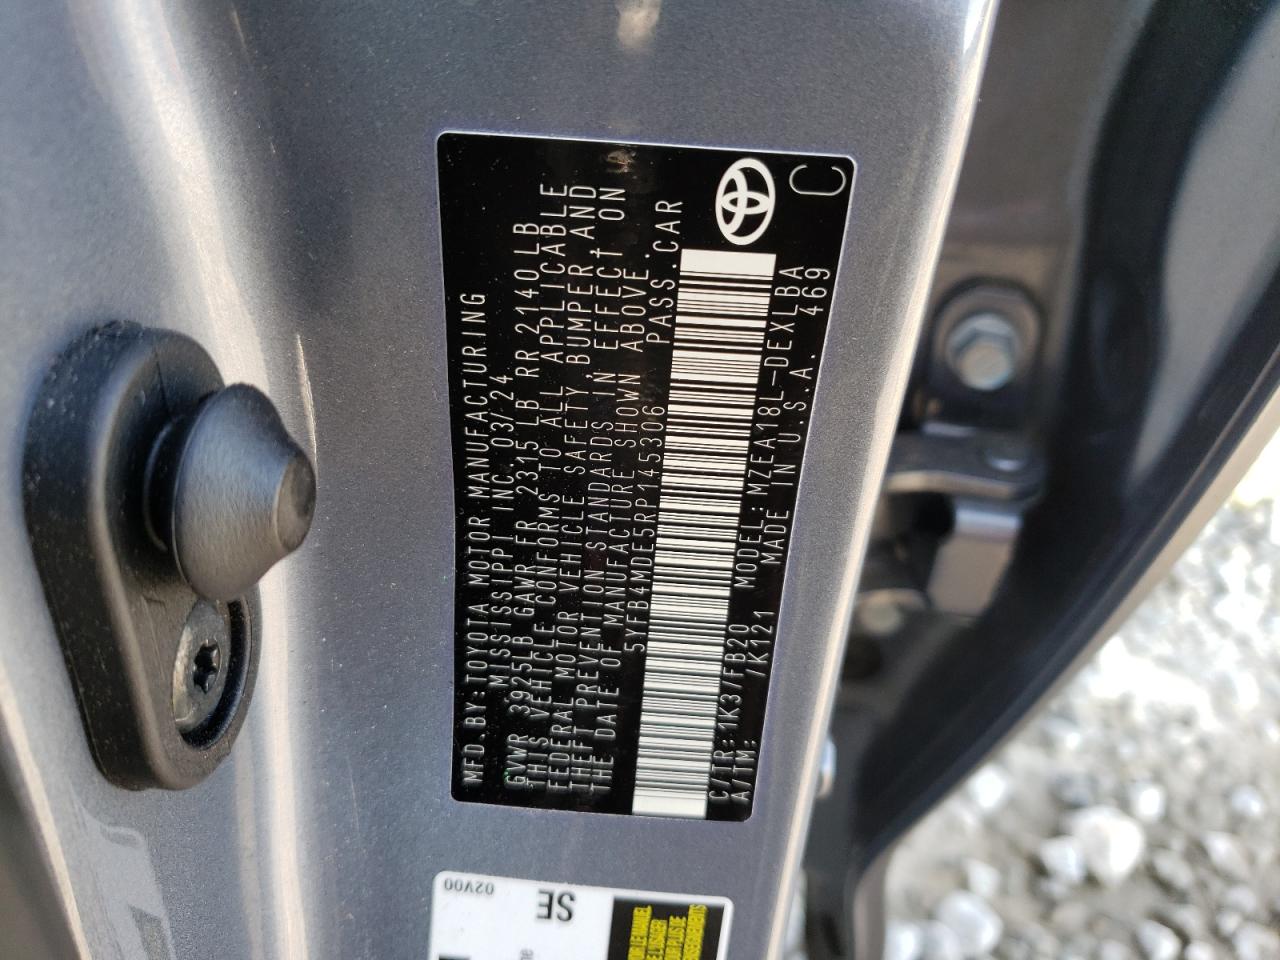 MFD.BY:TOYOTA MOTOR MANUFACTURING
MISSISSIPPI INC.03/24
GVWR 3925LB GAWR FR 2315 LB RR 2140LB
THIS VEHICLE CONFORMS TO ALL APPLICABLE
FEDERAL MOTOR VEHICLE SAFETY BUMPER,AND
THEFT PREVENTION STANDARDS IN EFFECT ON
THE DATE OF MANUFACTURE SHOWN ABOVE.
5YFB4MDE5RP145306 PASS.CAR
C/TR:1K3/FB20 MODEL:MZEA18L-DEXLBA
A/TM: /K121 MADE IN U.S.A. 469
C
02V00
SE